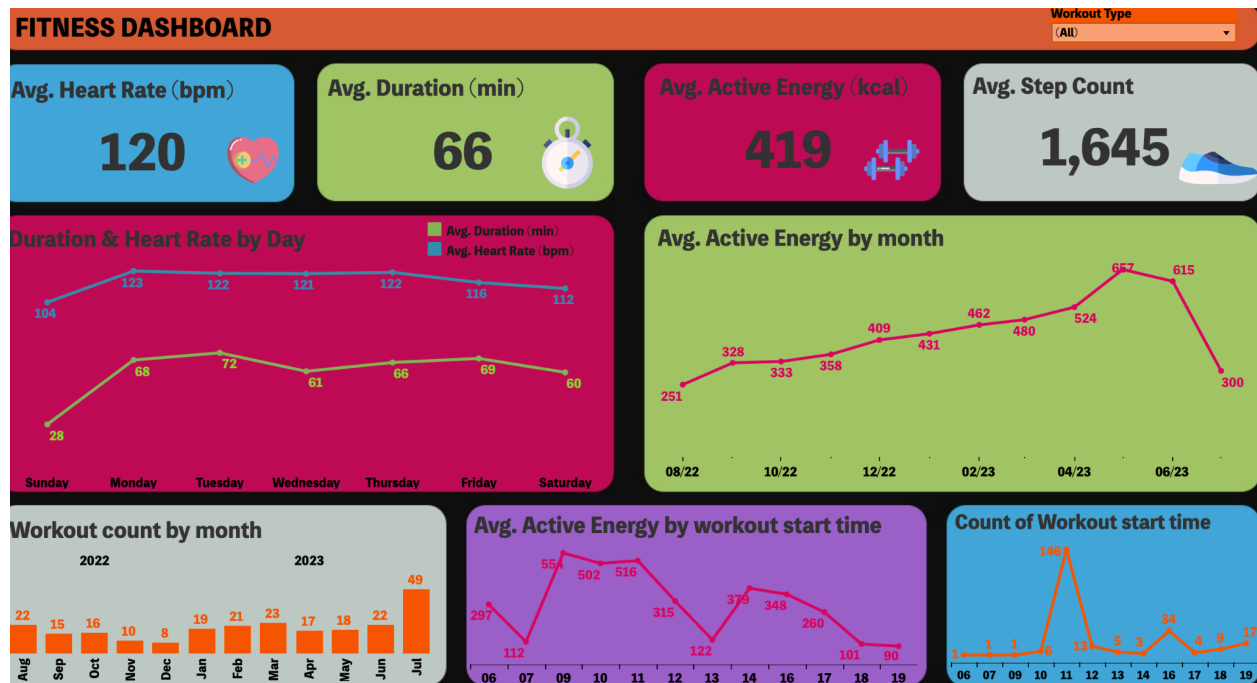 FITNESS DASHBOARD
Workout Type
(All)
Avg. Heart Rate (bpm)
120
Avg. Duration (min)
66
Avg. Active Energy (kcal)
419
Avg. Step Count
1,645
Duration & Heart Rate by Day
Avg. Duration (min)
Avg. Heart Rate (bpm)
104 123 122 121 122 116 112
28 68 72 61 66 69 60
Sunday Monday Tuesday Wednesday Thursday Friday Saturday
Avg. Active Energy by month
251 328 333 358 409 431 462 480 524 657 615 300
08/22 10/22 12/22 02/23 04/23 06/23
Workout count by month
2022 2023
22 15 16 10 8 19 21 23 17 18 22 49
Aug Sep Oct Nov Dec Jan Feb Mar Apr May Jun Jul
Avg. Active Energy by workout start time
297 112 554 502 516 315 122 379 348 260 101 90
06 07 09 10 11 12 13 14 16 17 18 19
Count of Workout start time
1 1 1 6 146 13 5 3 34 4 9 17
06 07 09 10 11 12 13 14 16 17 18 19